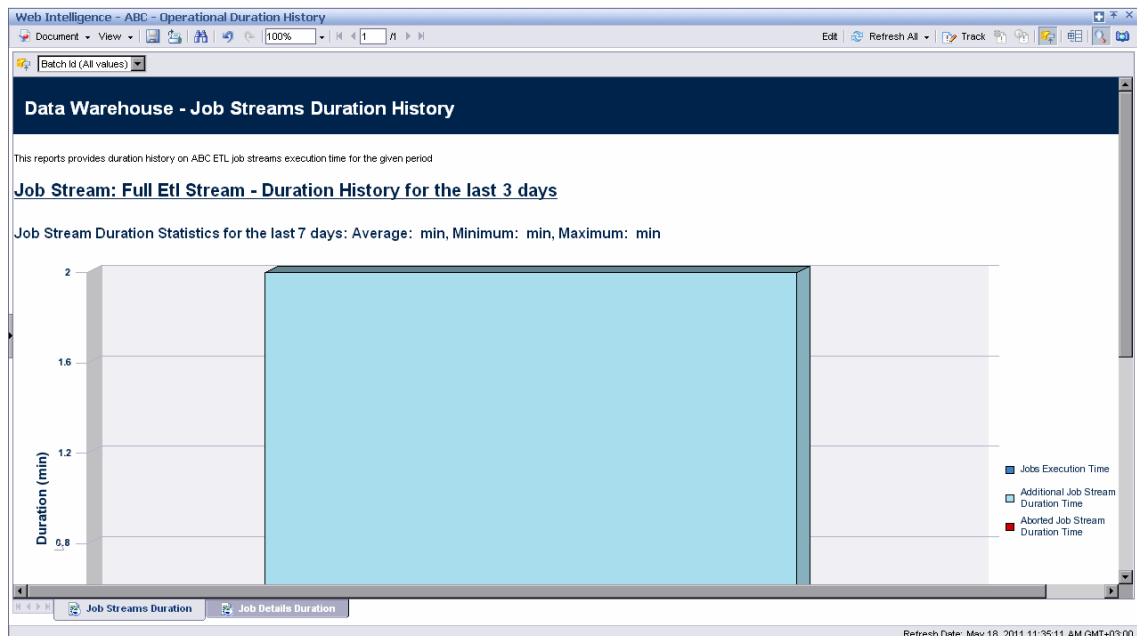 Web Intelligence - ABC - Operational Duration History
Document View 100% 1 /1 Edit Refresh All Track
Batch Id (All values)
Data Warehouse - Job Streams Duration History
This reports provides duration history on ABC ETL job streams execution time for the given period
Job Stream: Full Etl Stream - Duration History for the last 3 days
Job Stream Duration Statistics for the last 7 days: Average: min, Minimum: min, Maximum: min
2
1.6
1.2
0.8
Duration (min)
Jobs Execution Time
Additional Job Stream
Duration Time
Aborted Job Stream
Duration Time
Job Streams Duration
Job Details Duration
Refresh Date: May 18, 2011 11:35:11 AM GMT+03:00